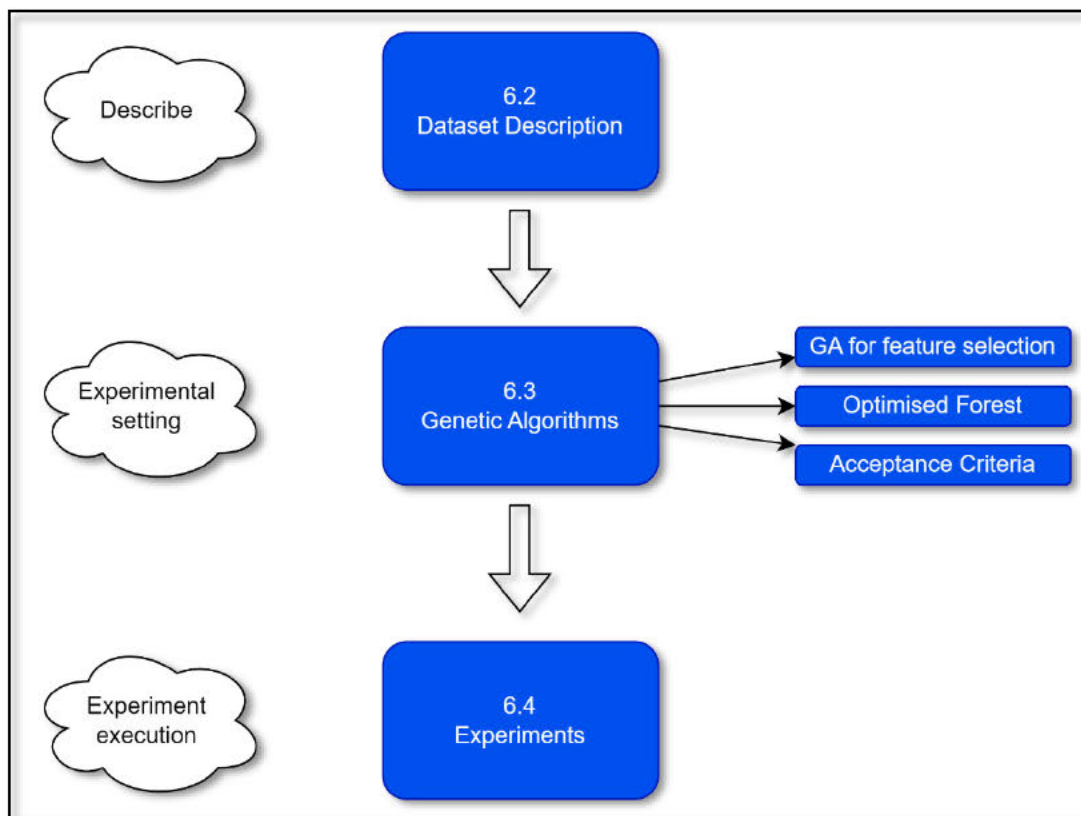 Describe
6.2
Dataset Description
Experimental
setting
6.3
Genetic Algorithms
GA for feature selection
Optimised Forest
Acceptance Criteria
Experiment
execution
6.4
Experiments